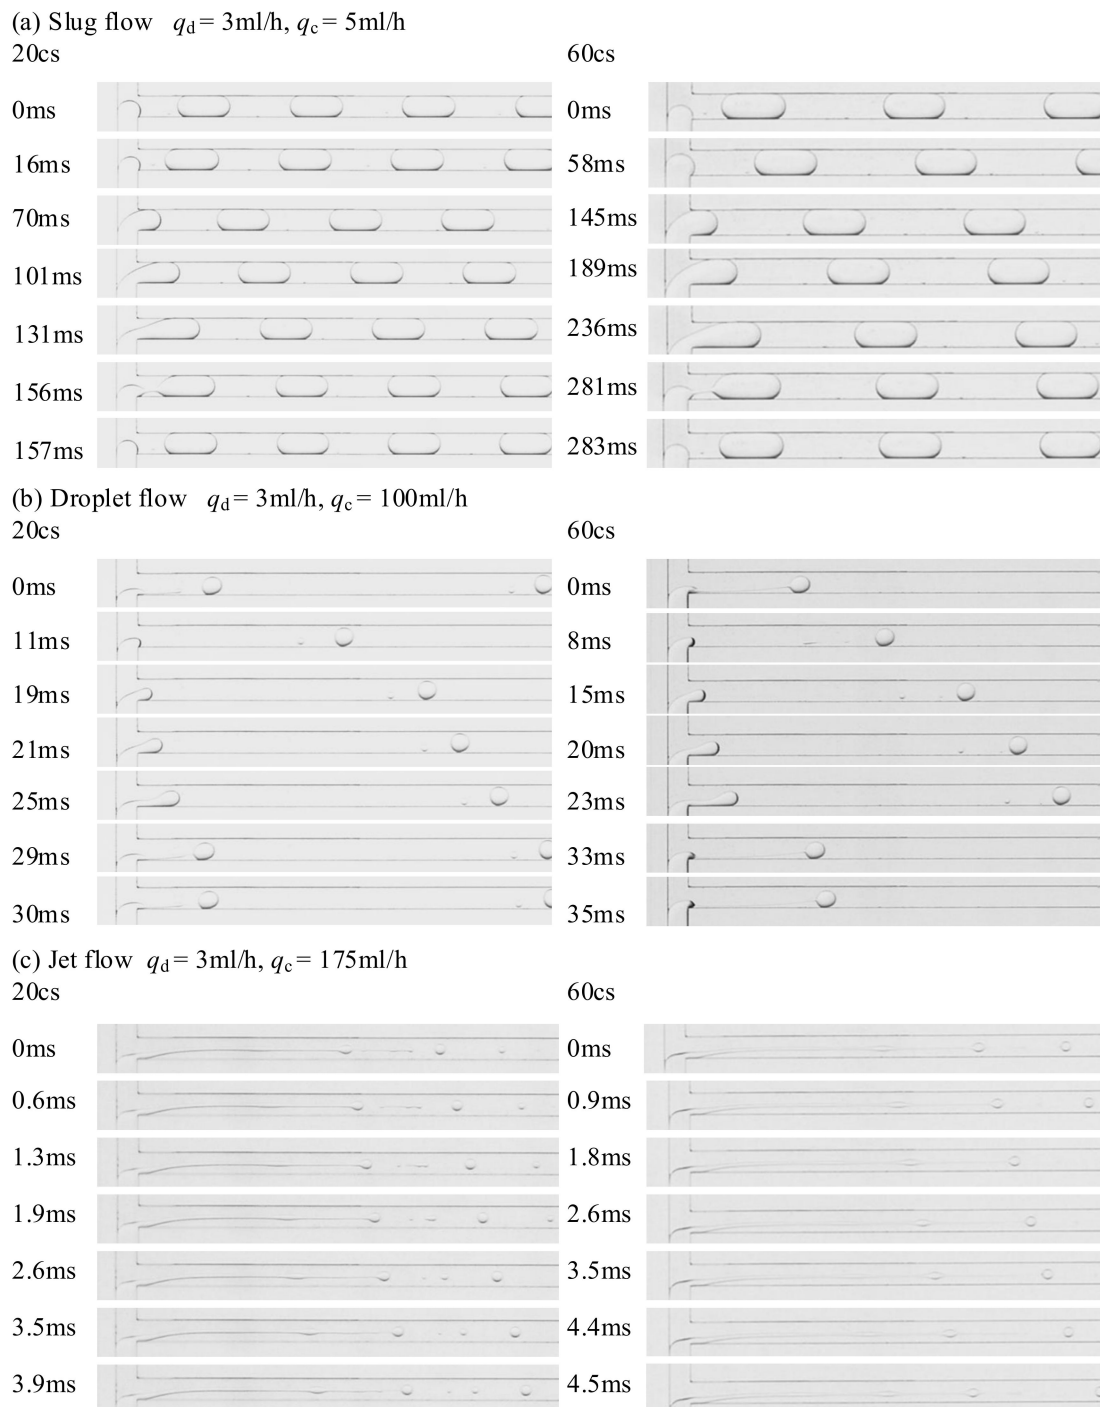 (a) Slug flow qd = 3ml/h, qc = 5ml/h
20cs 60cs
0ms 0ms
16ms 58ms
70ms 145ms
101ms 189ms
131ms 236ms
156ms 281ms
157ms 283ms
(b) Droplet flow qd = 3ml/h, qc = 100ml/h
20cs 60cs
0ms 0ms
11ms 8ms
19ms 15ms
21ms 20ms
25ms 23ms
29ms 33ms
30ms 35ms
(c) Jet flow qd = 3ml/h, qc = 175ml/h
20cs 60cs
0ms 0ms
0.6ms 0.9ms
1.3ms 1.8ms
1.9ms 2.6ms
2.6ms 3.5ms
3.5ms 4.4ms
3.9ms 4.5ms